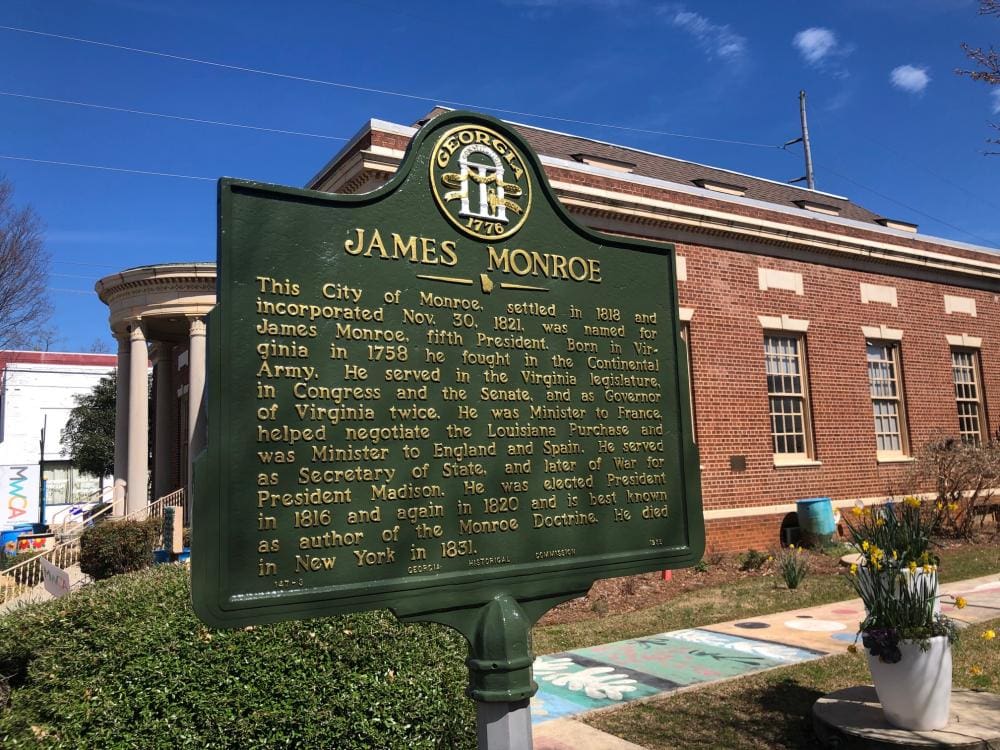 GEORGIA
1776
JAMES MONROE
This City of Monroe, settled in 1818 and
incorporated Nov. 30, 1821, was named for
James Monroe, fifth President. Born in Vir-
ginia in 1758 he fought in the Continental
Army. He served in the Virginia legislature,
in Congress and the Senate, and as Governor
of Virginia twice. He was Minister to France,
helped negotiate the Louisiana Purchase and
was Minister to England and Spain. He served
as Secretary of State, and later of War for
President Madison. He was elected President
in 1816 and again in 1820 and is best known
as author of the Monroe Doctrine. He died
in New York in 1831.
147-3 GEORGIA HISTORICAL COMMISSION
MWCA
MWCA